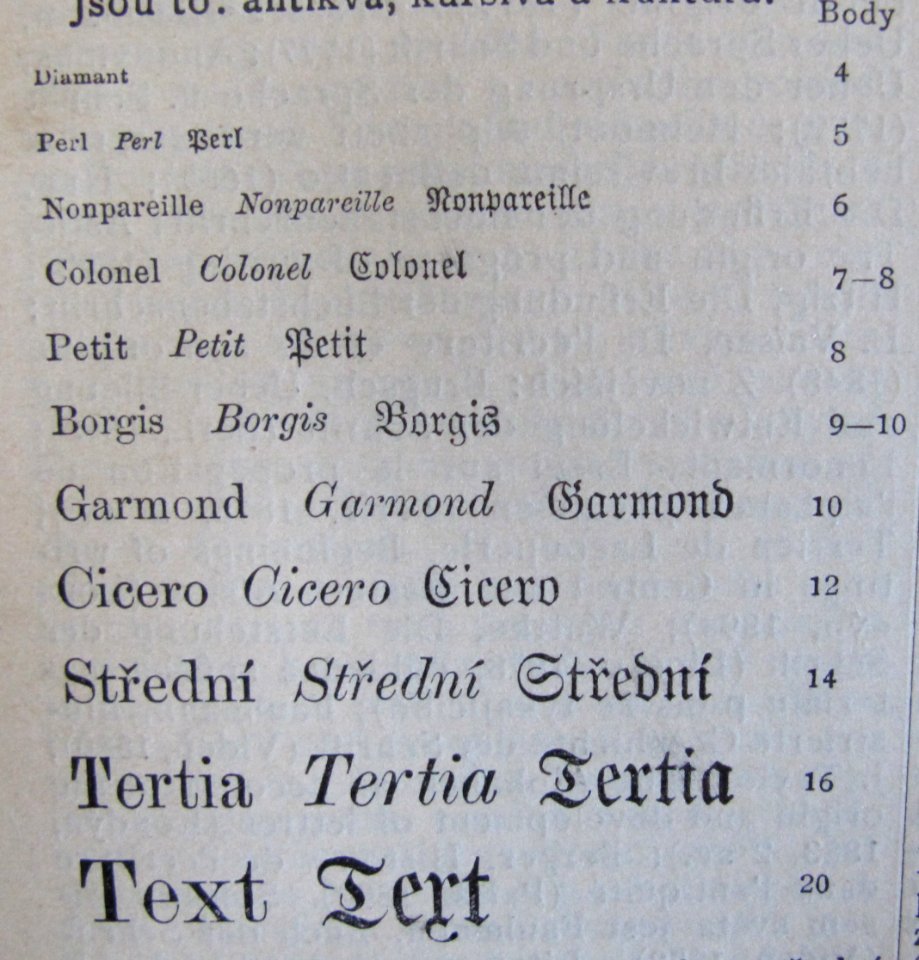 jsou to: antikva, kursiva a fraktura.
Body
Diamant 4
Perl Perl Perl 5
Nonpareille Nonpareille Nonpareille 6
Colonel Colonel Colonel 7—8
Petit Petit Petit 8
Borgis Borgis Borgis 9—10
Garmond Garmond Garmond 10
Cicero Cicero Cicero 12
Střední Střední Střední 14
Tertia Tertia Tertia 16
Text Text 20